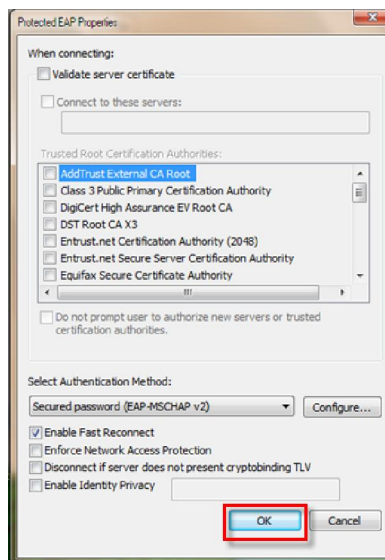 Protected EAP Properties
When connecting:
Validate server certificate
Connect to these servers:
Trusted Root Certification Authorities:
AddTrust External CA Root
Class 3 Public Primary Certification Authority
DigiCert High Assurance EV Root CA
DST Root CA X3
Entrust.net Certification Authority (2048)
Entrust.net Secure Server Certification Authority
Equifax Secure Certificate Authority
Do not prompt user to authorize new servers or trusted
certification authorities.
Select Authentication Method:
Secured password (EAP-MSCHAP v2) Configure...
Enable Fast Reconnect
Enforce Network Access Protection
Disconnect if server does not present cryptobinding TLV
Enable Identity Privacy
OK Cancel